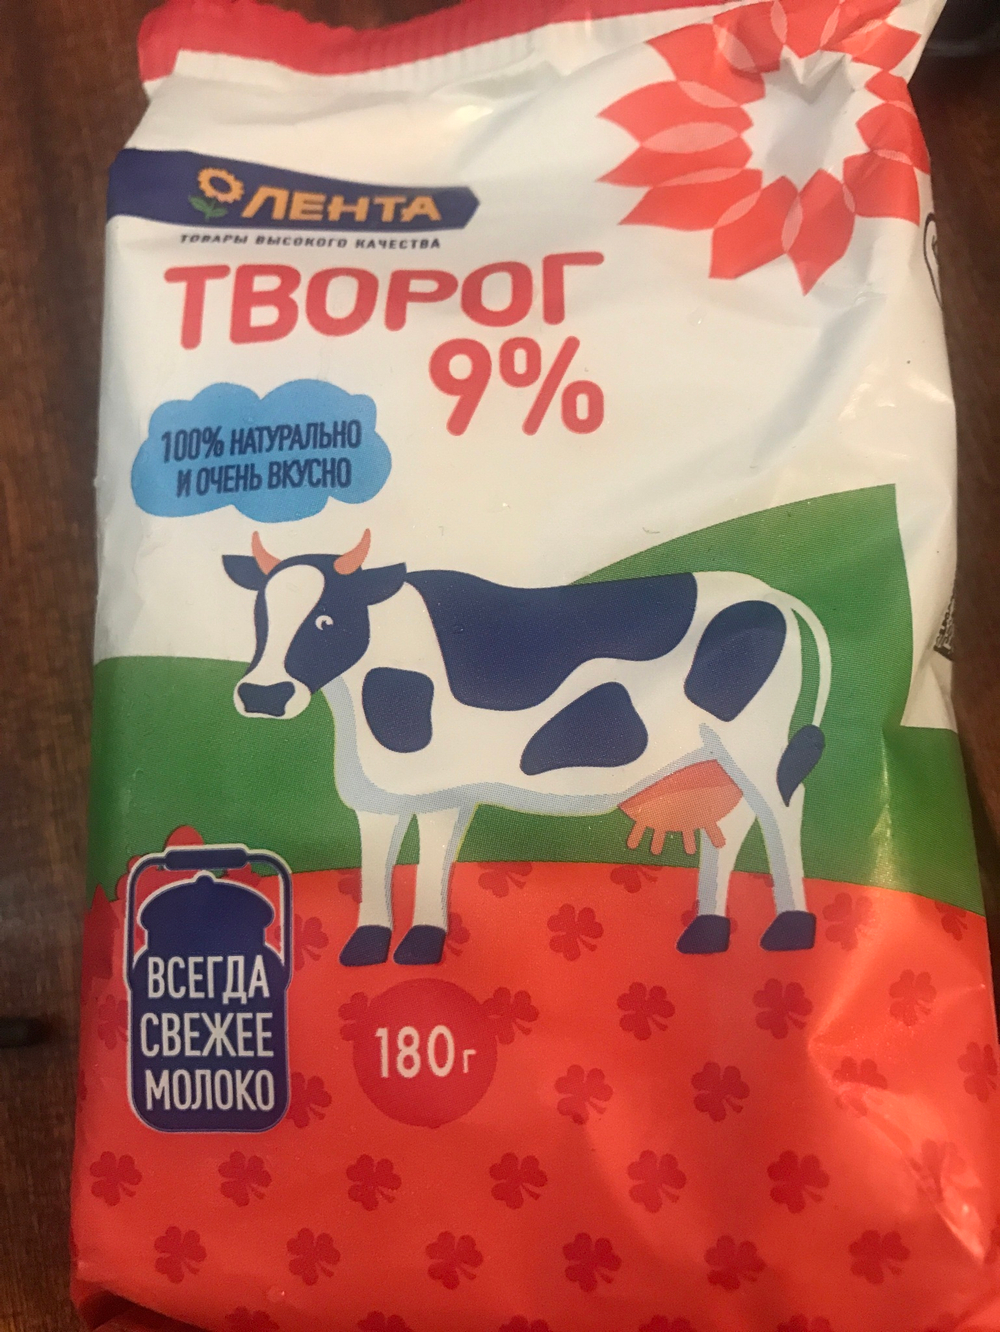 ЛЕНТА
ТОВАРЫ ВЫСОКОГО КАЧЕСТВА
ТВОРОГ
9%
100% НАТУРАЛЬНО
И ОЧЕНЬ ВКУСНО
ВСЕГДА
СВЕЖЕЕ
МОЛОКО
180г